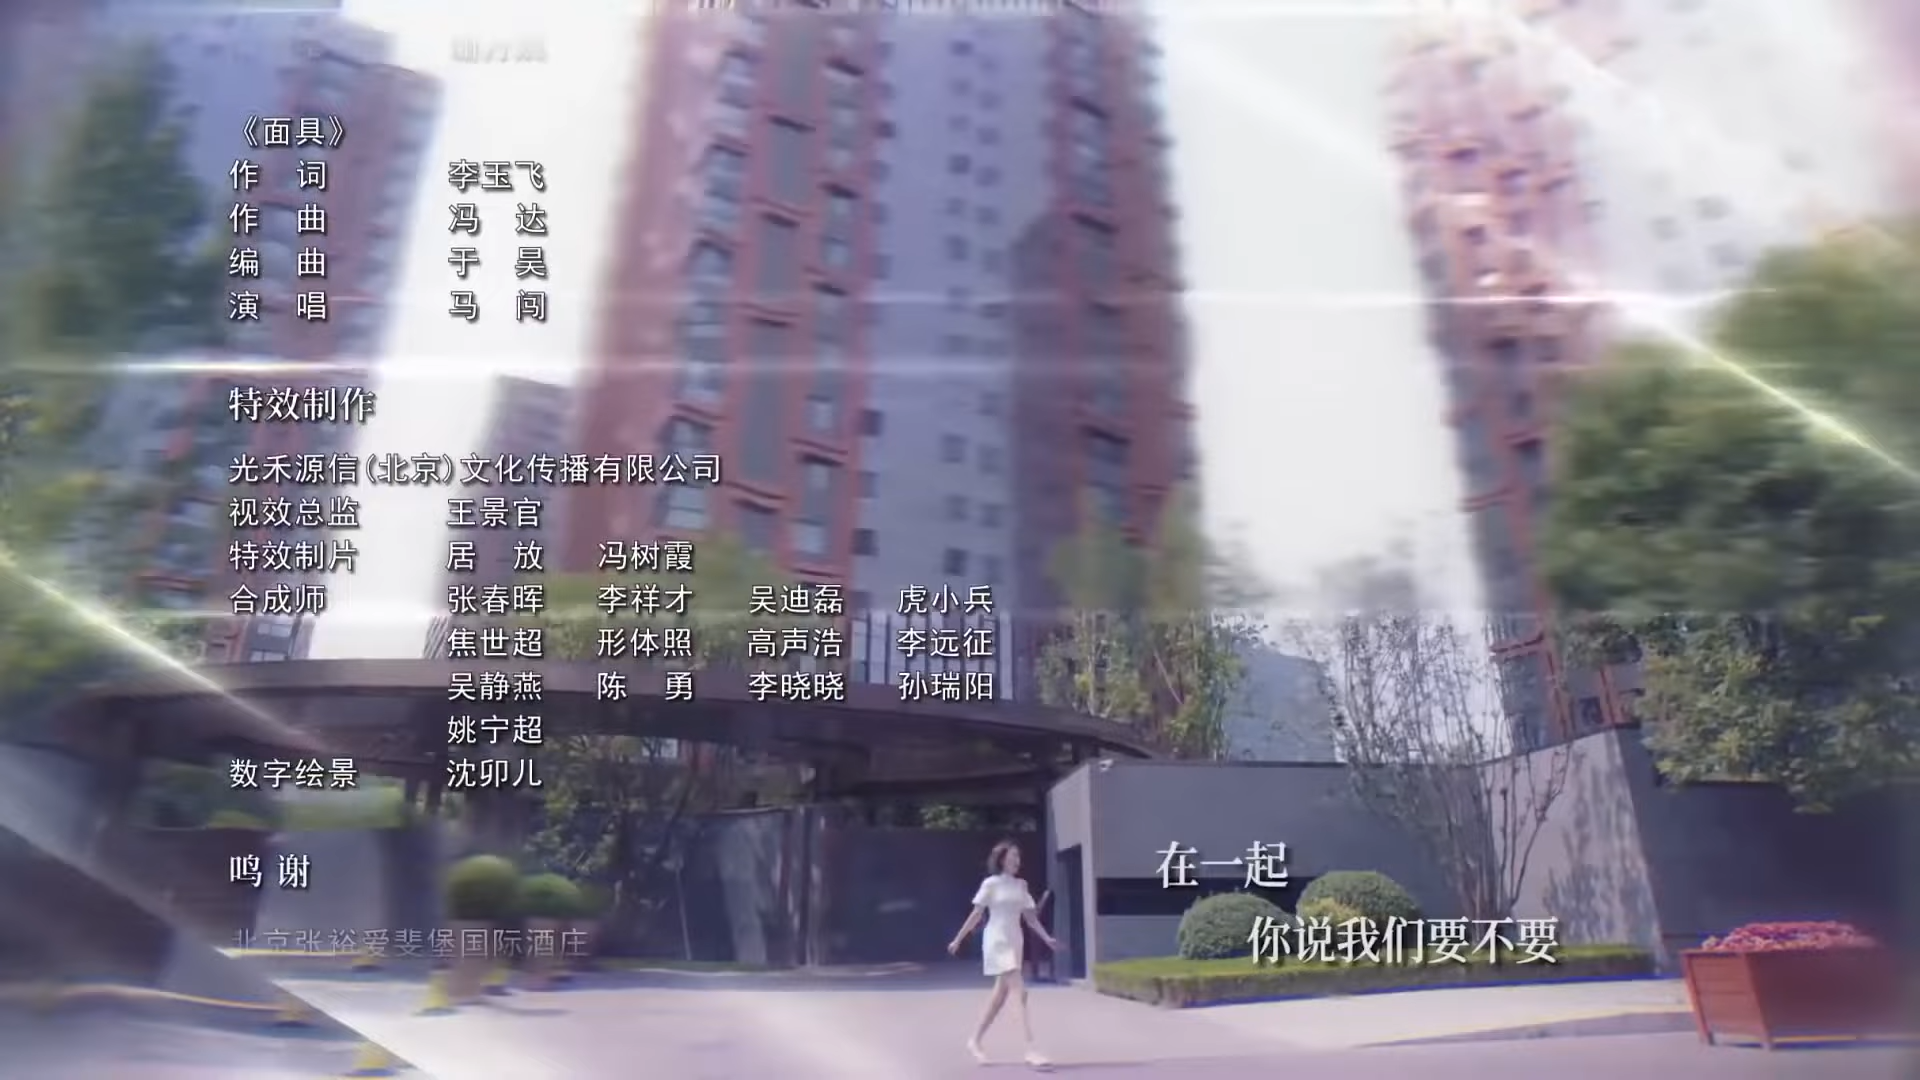 《面具》
作 词 李玉飞
作 曲 冯 达
编 曲 于 昊
演 唱 马 闯
特效制作
光禾源信(北京)文化传播有限公司
视效总监 王景官
特效制片 居 放 冯树霞
合成师 张春晖 李祥才 吴迪磊 虎小兵
焦世超 形体照 高声浩 李远征
吴静燕 陈 勇 李晓晓 孙瑞阳
姚宁超
数字绘景 沈卯儿
鸣 谢
北京张裕爱斐堡国际酒庄
在一起
你说我们要不要